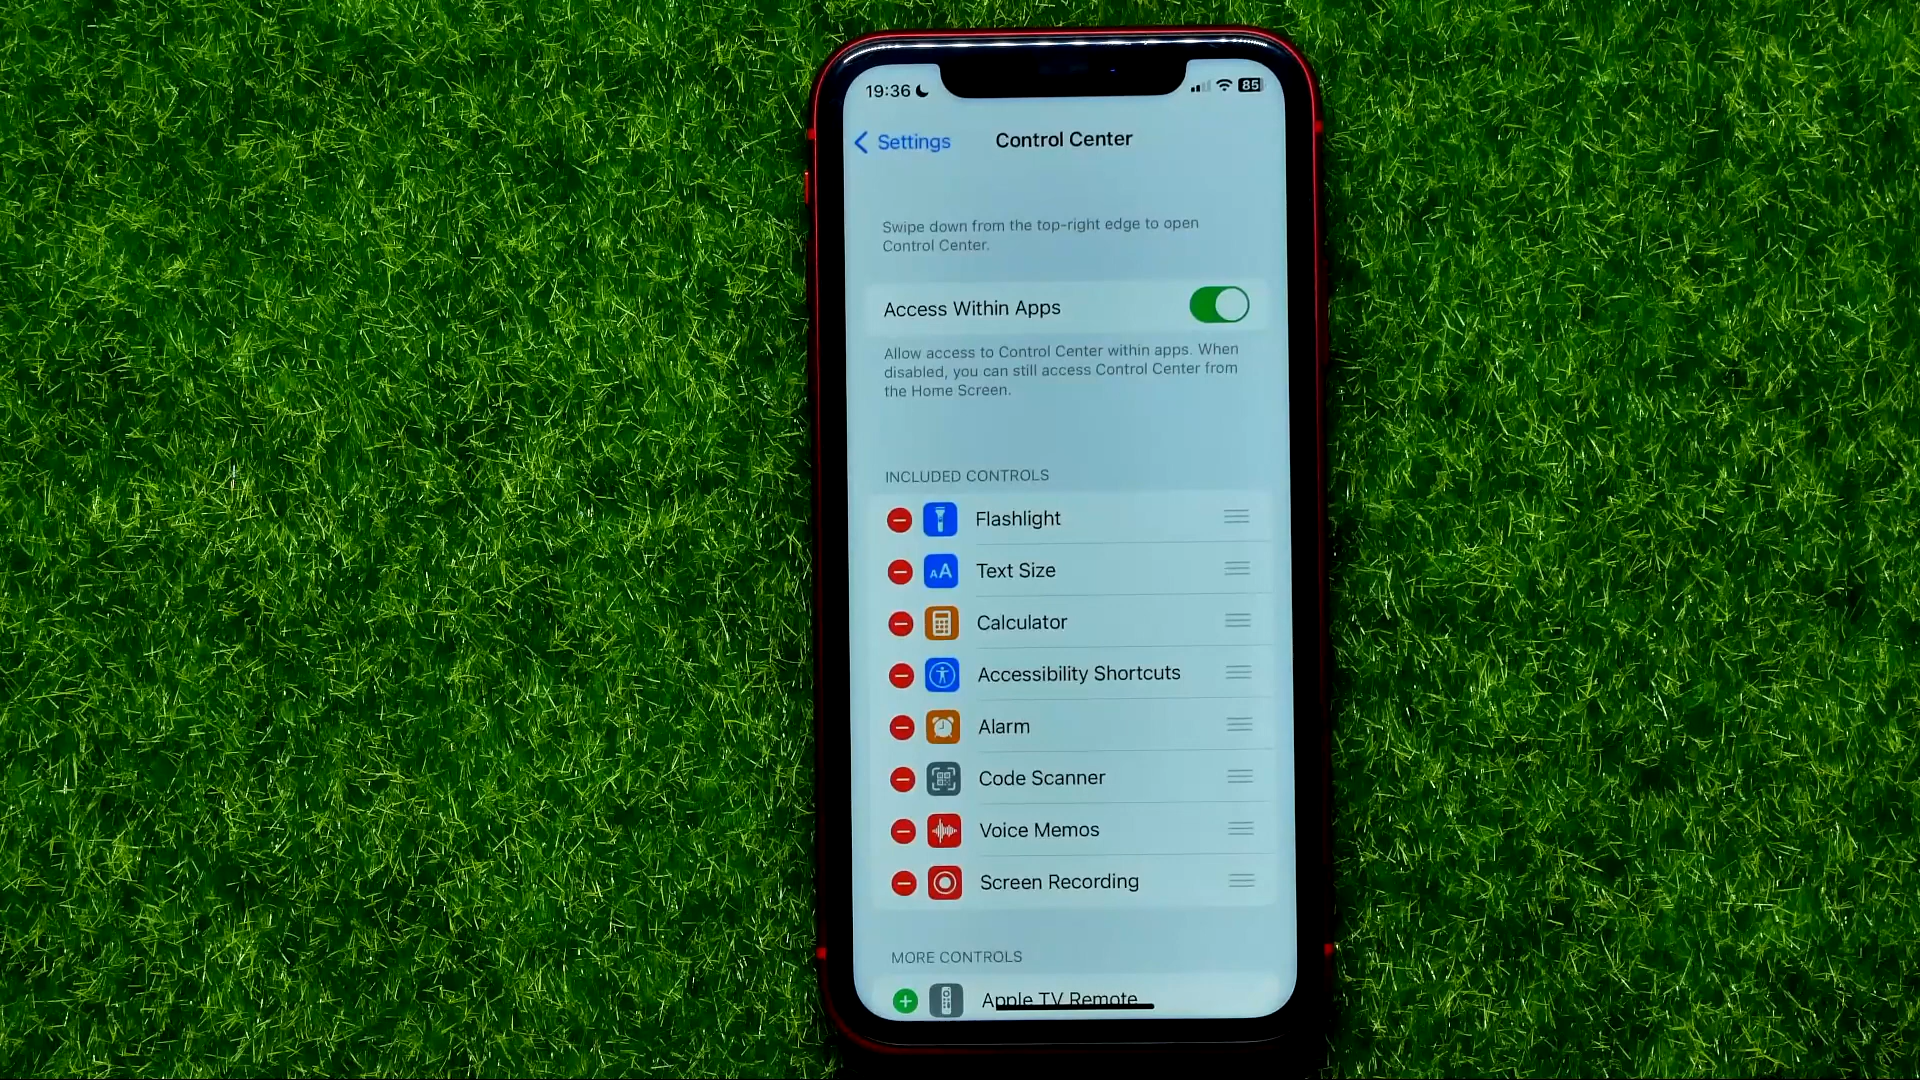 19:36
85
Settings
Control Center
Swipe down from the top-right edge to open
Control Center.
Access Within Apps
Allow access to Control Center within apps. When
disabled, you can still access Control Center from
the Home Screen.
INCLUDED CONTROLS
Flashlight
AA Text Size
Calculator
Accessibility Shortcuts
Alarm
Code Scanner
Voice Memos
Screen Recording
MORE CONTROLS
Apple TV Remote